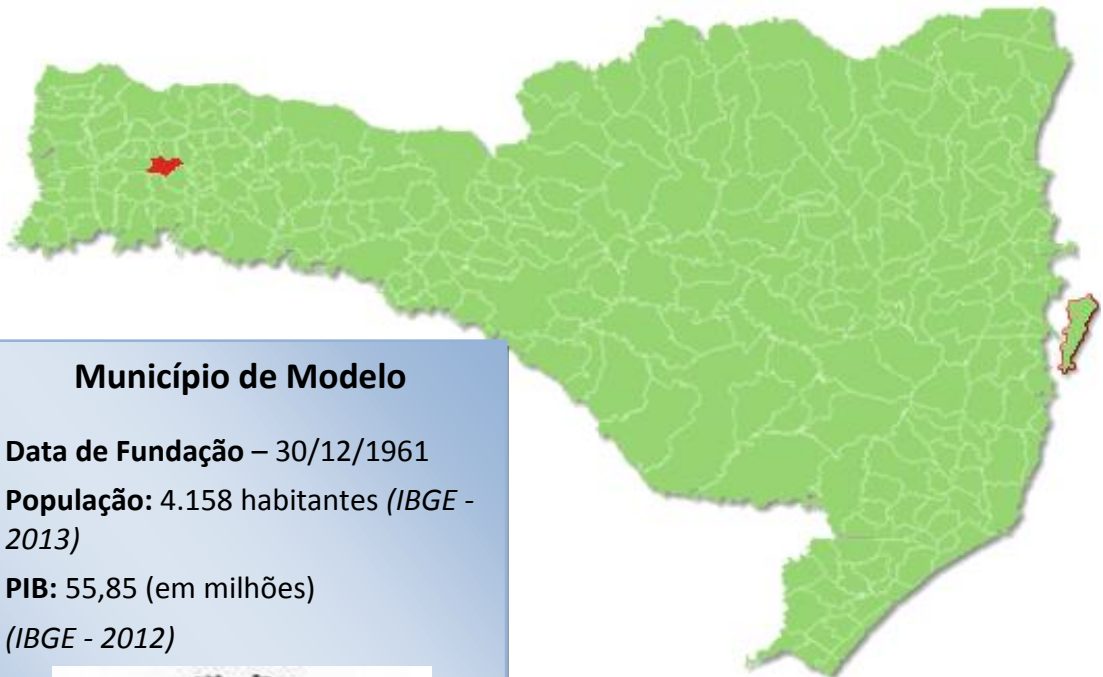 Município de Modelo
Data de Fundação – 30/12/1961
População: 4.158 habitantes (IBGE -
2013)
PIB: 55,85 (em milhões)
(IBGE - 2012)